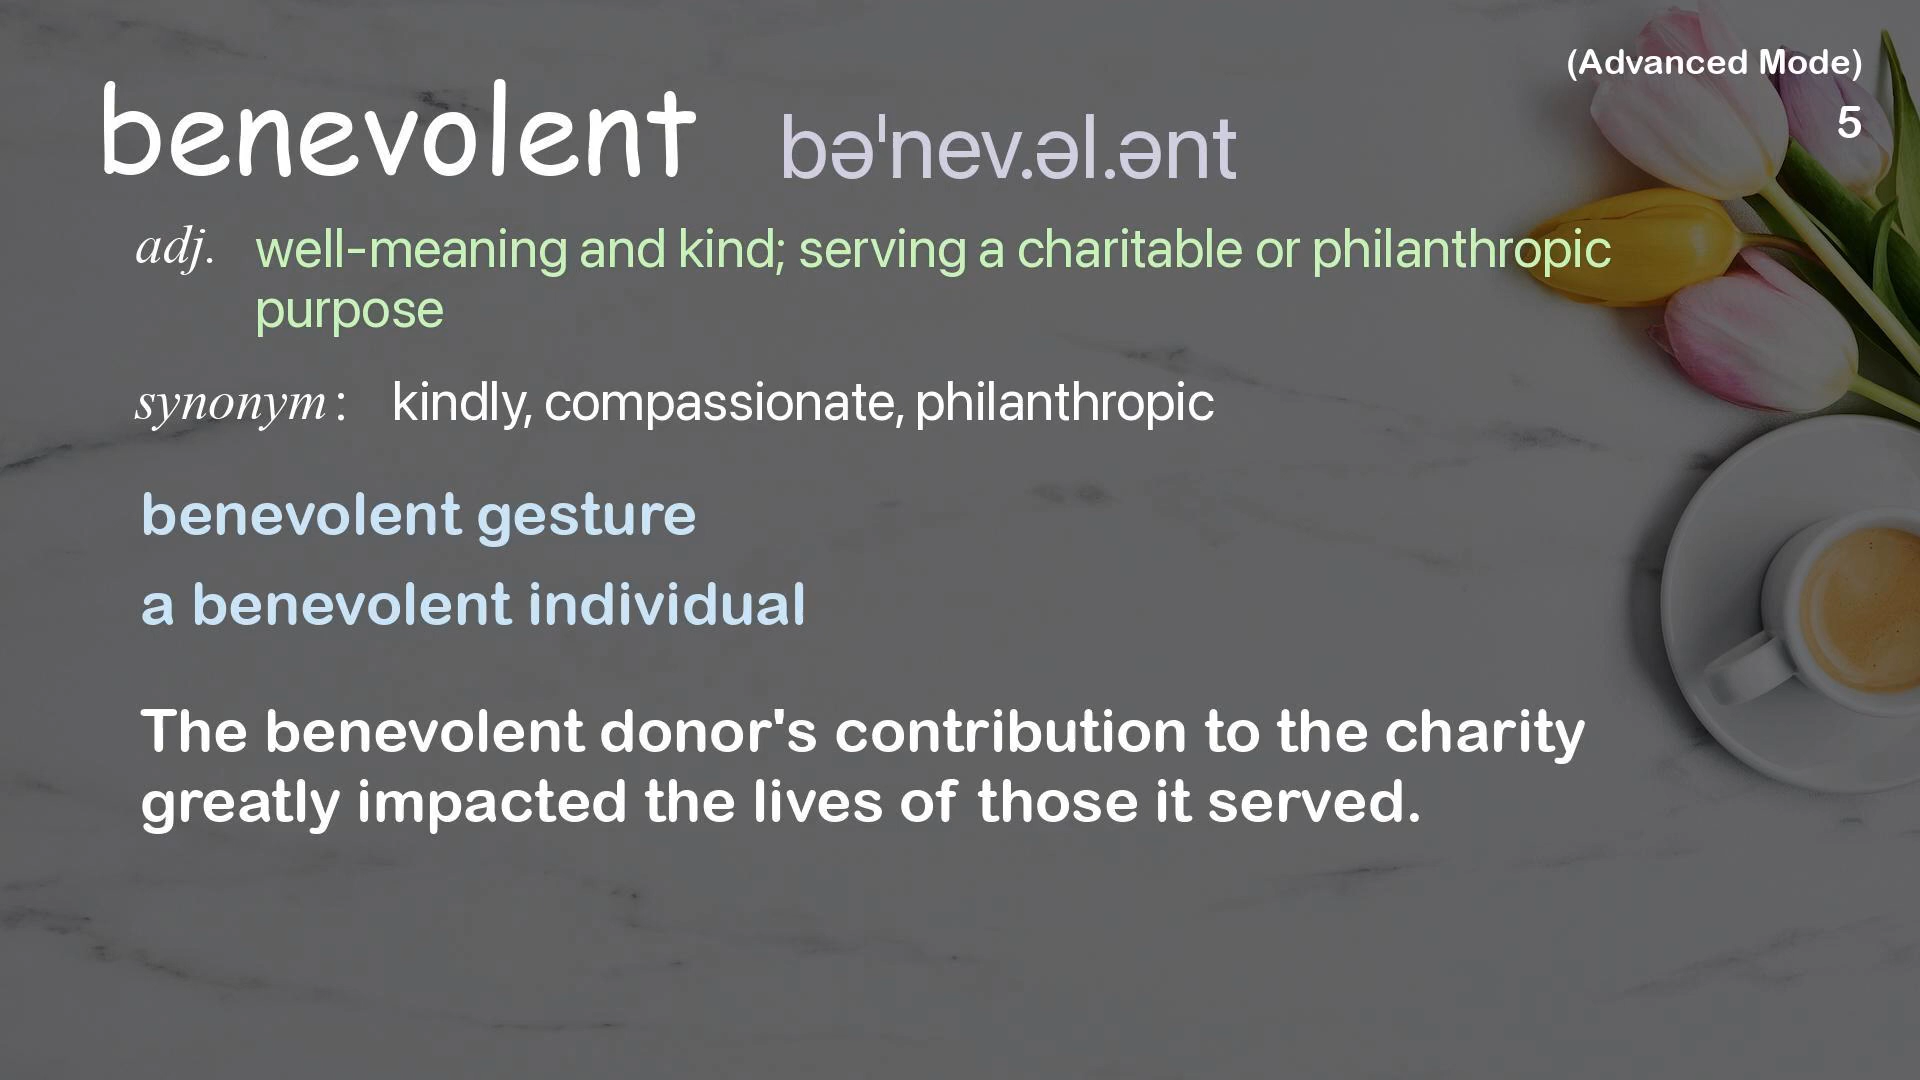 (Advanced Mode)
5
benevolent bə'nev.əl.ənt
adj. well-meaning and kind; serving a charitable or philanthropic
purpose
synonym: kindly, compassionate, philanthropic
benevolent gesture
a benevolent individual
The benevolent donor's contribution to the charity
greatly impacted the lives of those it served.